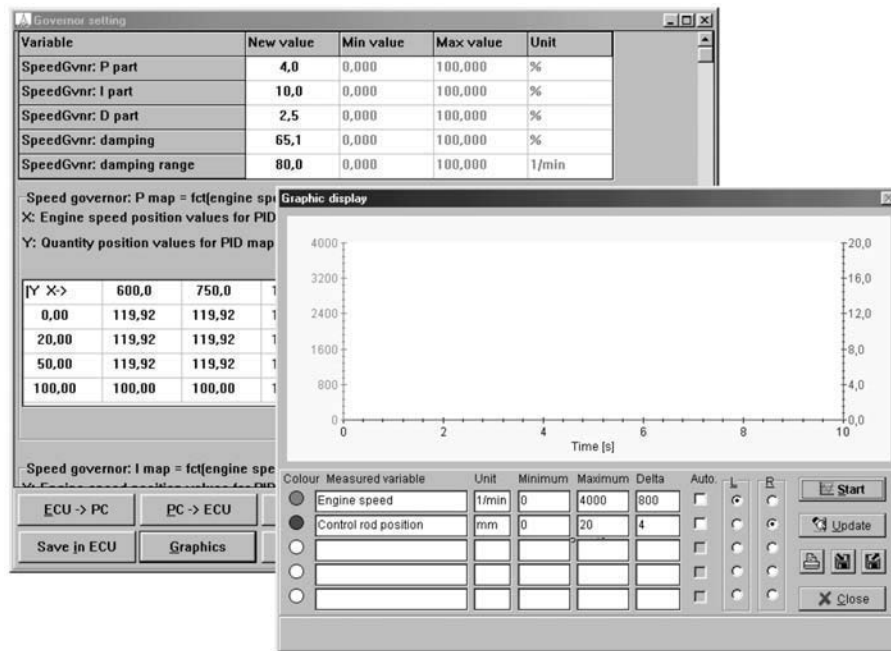 Governor setting
Variable New value Min value Max value Unit
SpeedGvnr: P part 4,0 0,000 100,000 %
SpeedGvnr: I part 10,0 0,000 100,000 %
SpeedGvnr: D part 2,5 0,000 100,000 %
SpeedGvnr: damping 65,1 0,000 100,000 %
SpeedGvnr: damping range 80,0 0,000 100,000 1/min
Speed governor: P map = fct(engine spe
X: Engine speed position values for PID
Y: Quantity position values for PID map
Y X-> 600,0 750,0 1
0,00 119,92 119,92 1
20,00 119,92 119,92 1
50,00 119,92 119,92 1
100,00 100,00 100,00 1
Speed governor: I map = fct(engine spe
ECU -> PC PC -> ECU
Save in ECU Graphics
Graphic display
4000 20,0
3200 16,0
2400 12,0
1600 8,0
800 4,0
0 0,0
0 2 4 6 8 10
Time [s]
Colour Measured variable Unit Minimum Maximum Delta Auto. L R
Engine speed 1/min 0 4000 800
Control rod position mm 0 20 4
Start
Update
Close